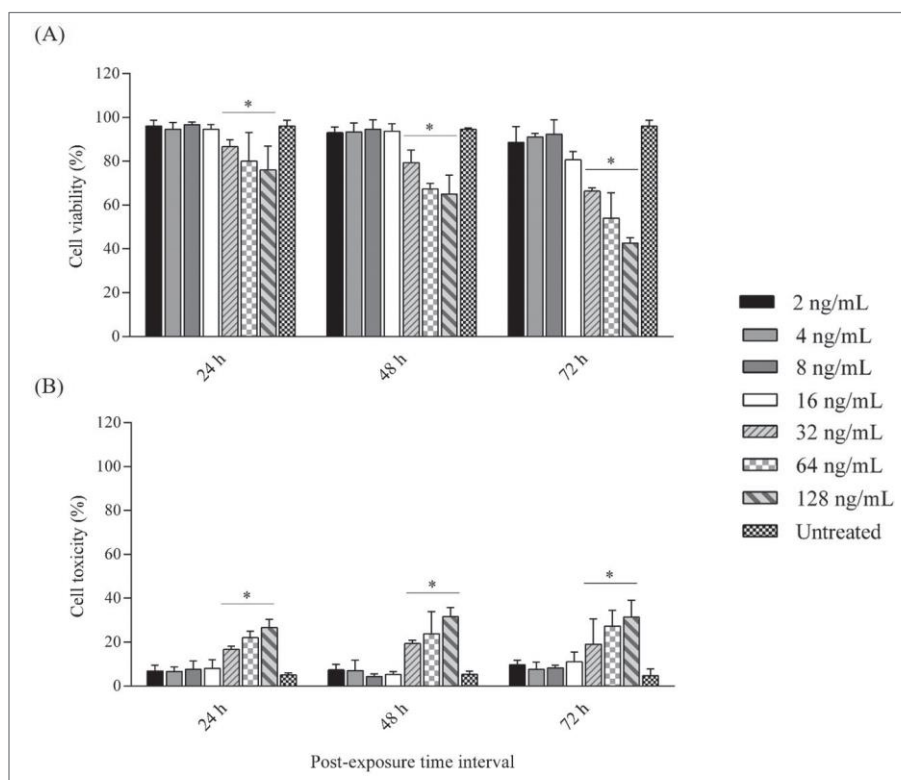 (A)
120
*
*
*
100
80
60
40
20
0
Cell viability (%)
24 h
48 h
72 h
(B)
120
100
80
60
40
20
0
Cell toxicity (%)
*
*
*
24 h
48 h
72 h
Post-exposure time interval
2 ng/mL
4 ng/mL
8 ng/mL
16 ng/mL
32 ng/mL
64 ng/mL
128 ng/mL
Untreated